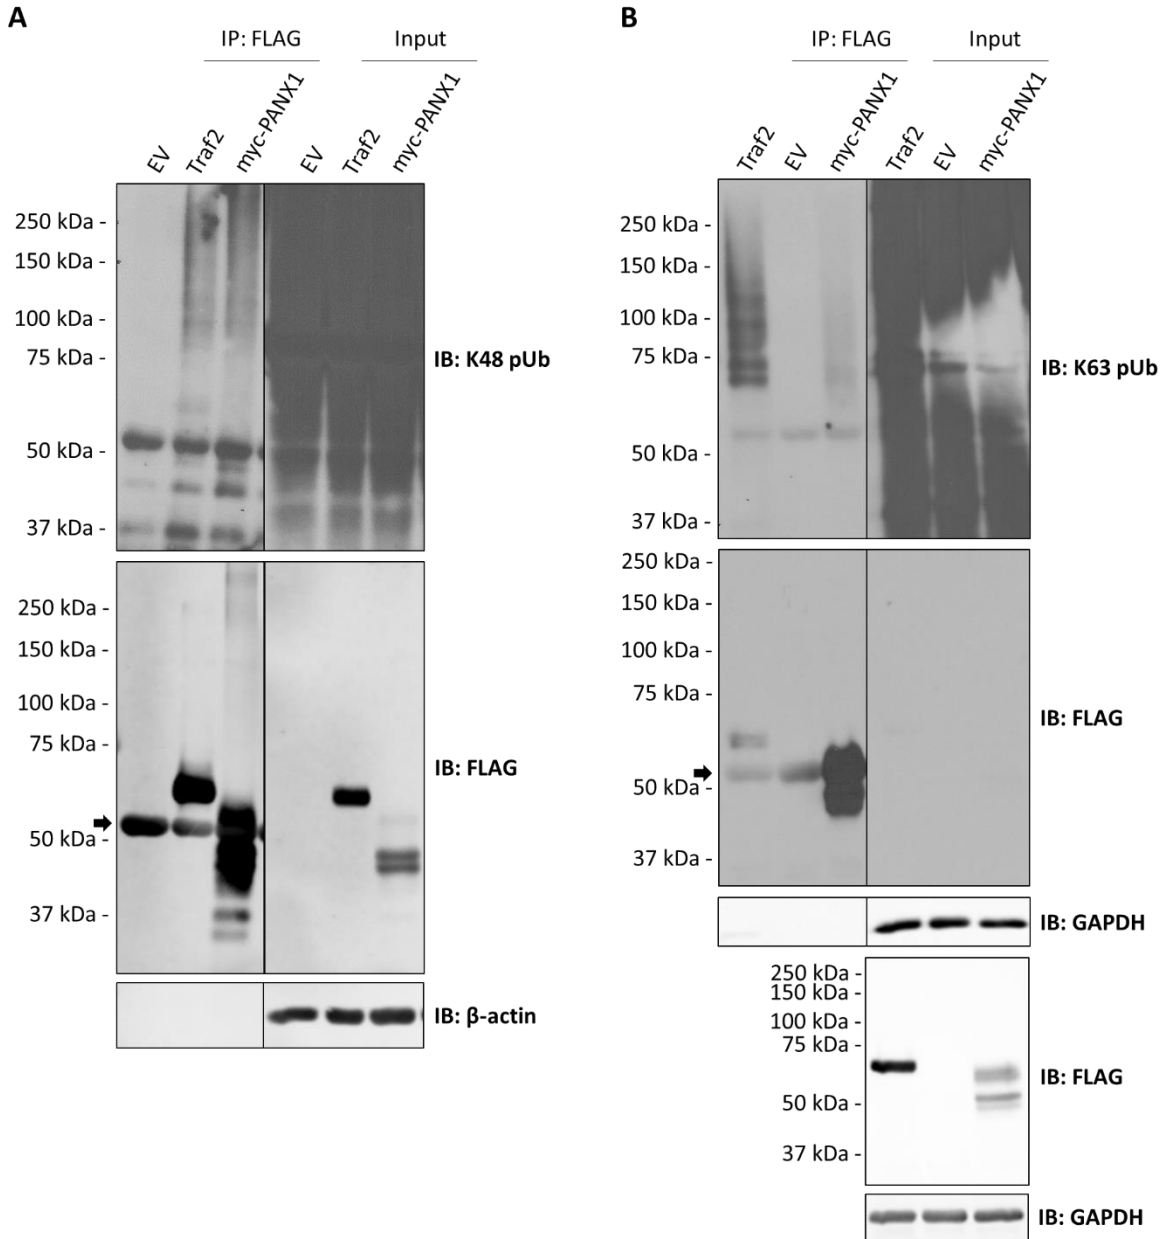 A
IP: FLAG
Input
EV
Traf2
myc-PANX1
EV
Traf2
myc-PANX1
250 kDa -
150 kDa -
100 kDa -
75 kDa -
50 kDa -
37 kDa -
IB: K48 pUb
250 kDa -
150 kDa -
100 kDa -
75 kDa -
50 kDa -
37 kDa -
IB: FLAG
IB: β-actin
B
IP: FLAG
Input
Traf2
EV
myc-PANX1
Traf2
EV
myc-PANX1
250 kDa -
150 kDa -
100 kDa -
75 kDa -
50 kDa -
37 kDa -
IB: K63 pUb
250 kDa -
150 kDa -
100 kDa -
75 kDa -
50 kDa -
37 kDa -
IB: FLAG
IB: GAPDH
250 kDa -
150 kDa -
100 kDa -
75 kDa -
50 kDa -
37 kDa -
IB: FLAG
IB: GAPDH